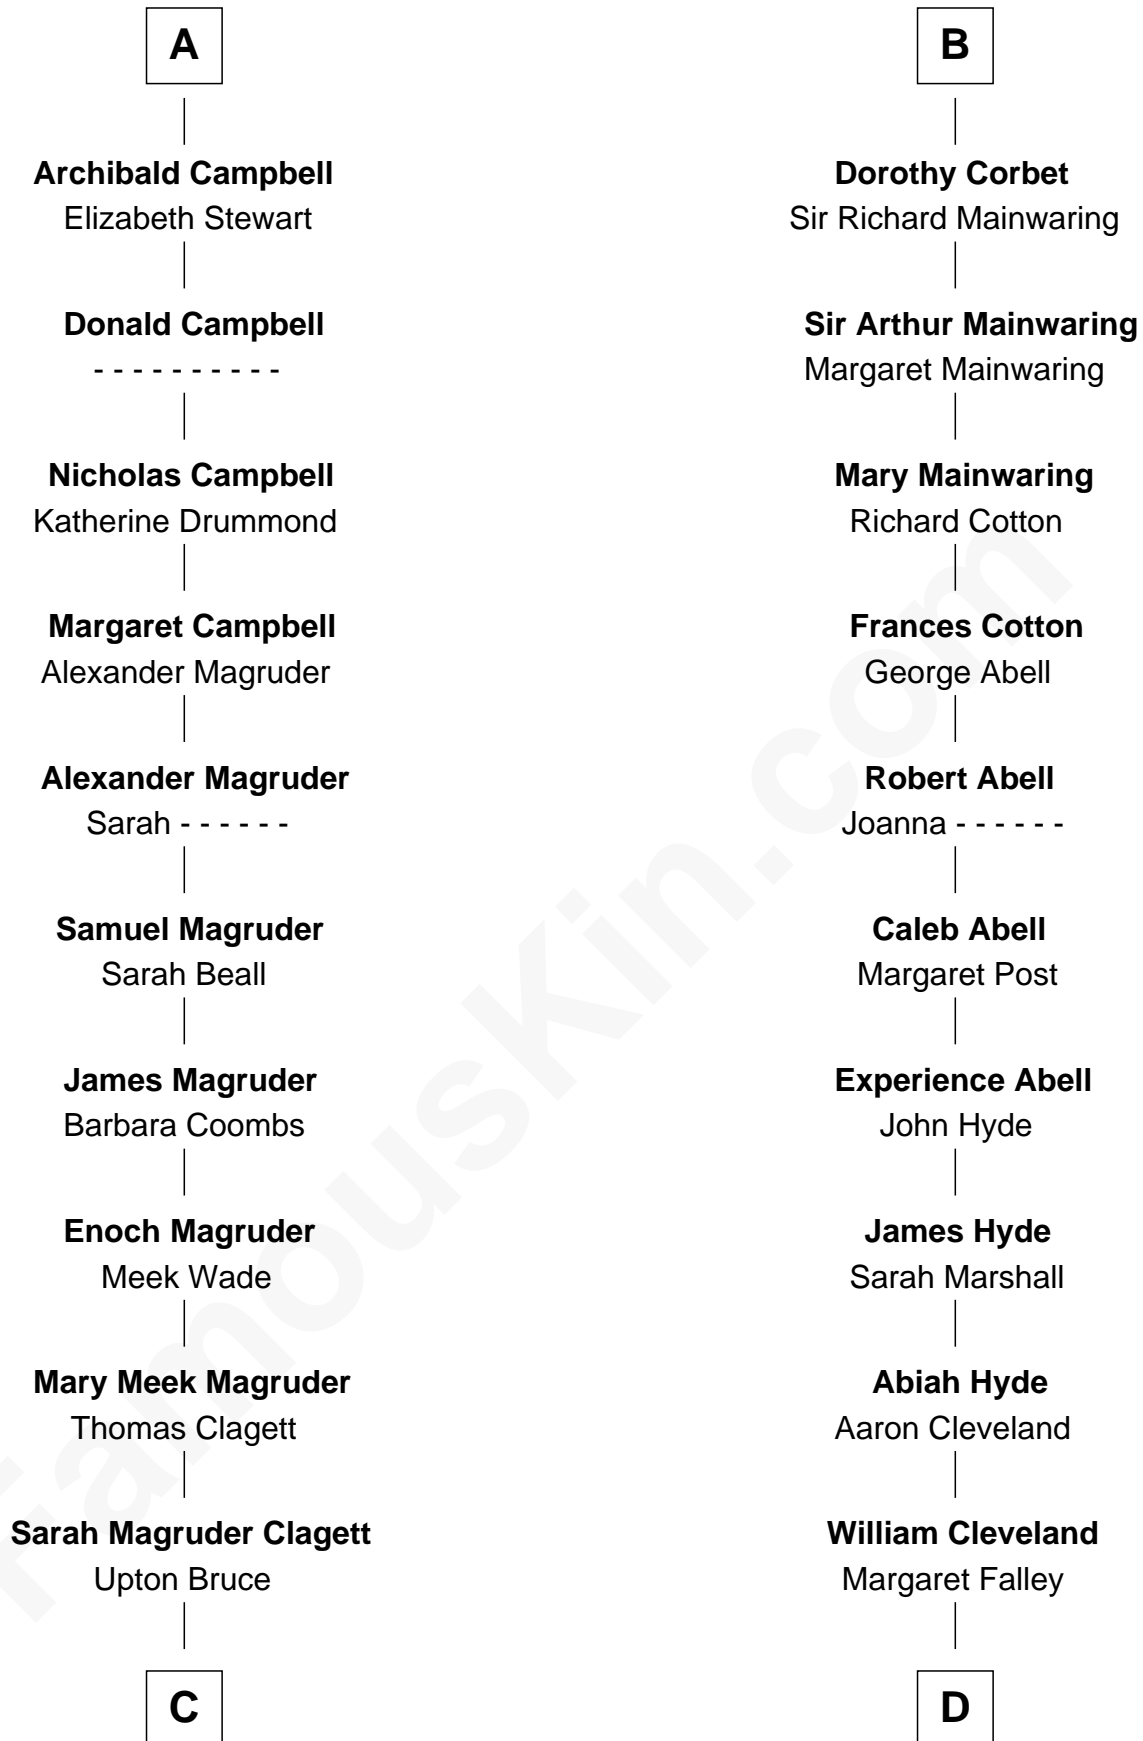 A
Archibald Campbell
Elizabeth Stewart
Donald Campbell
- - - - - - - - - -
Nicholas Campbell
Katherine Drummond
Margaret Campbell
Alexander Magruder
Alexander Magruder
Sarah - - - - - -
Samuel Magruder
Sarah Beall
James Magruder
Barbara Coombs
Enoch Magruder
Meek Wade
Mary Meek Magruder
Thomas Clagett
Sarah Magruder Clagett
Upton Bruce
C
B
Dorothy Corbet
Sir Richard Mainwaring
Sir Arthur Mainwaring
Margaret Mainwaring
Mary Mainwaring
Richard Cotton
Frances Cotton
George Abell
Robert Abell
Joanna - - - - - -
Caleb Abell
Margaret Post
Experience Abell
John Hyde
James Hyde
Sarah Marshall
Abiah Hyde
Aaron Cleveland
William Cleveland
Margaret Falley
D
FamousKin.com